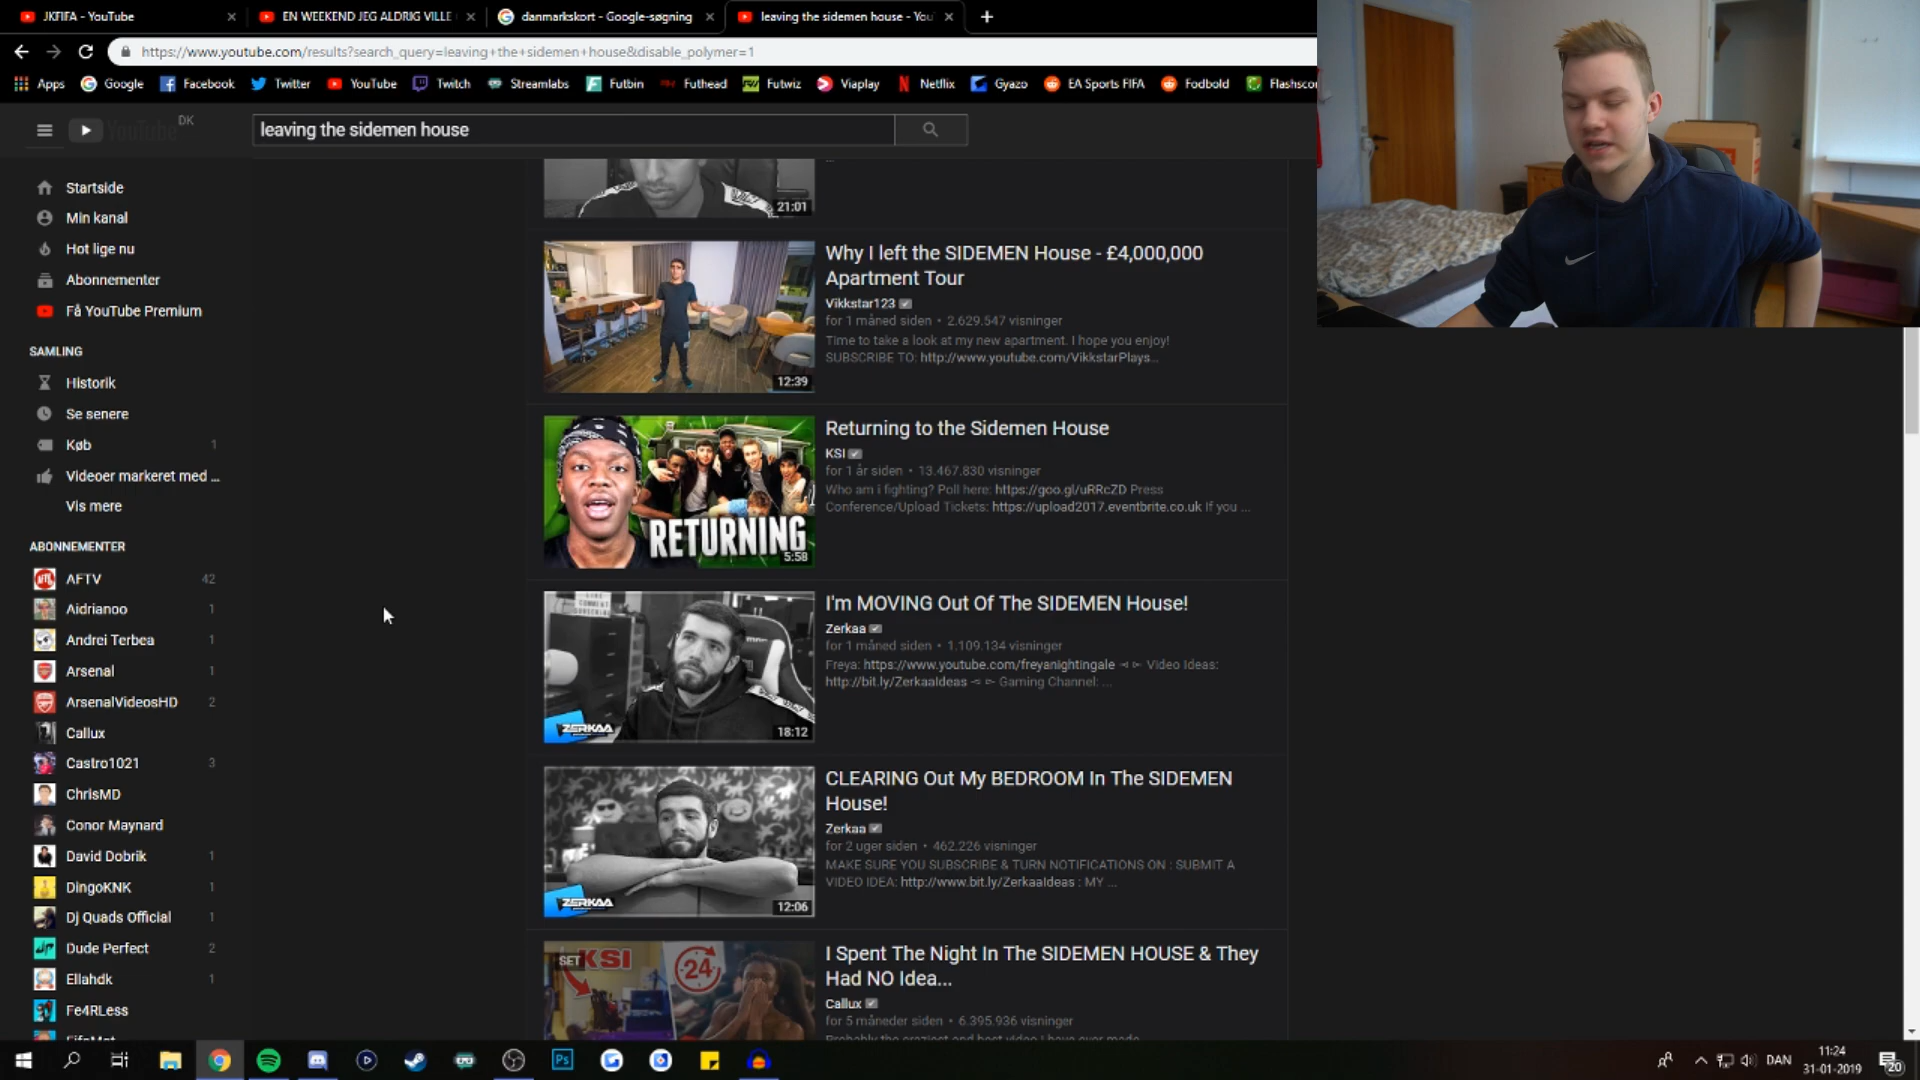 JKFIFA - YouTube
EN WEEKEND JEG ALDRIG VILLE
danmarkskort - Google-søgning
leaving the sidemen house - You
https://www.youtube.com/results?search_query=leaving+the+sidemen+house&disable_polymer=1
Apps Google Facebook Twitter YouTube Twitch Streamlabs Futbin Futhead Futwiz Viaplay Netflix Gyazo EA Sports FIFA Fodbold Flashsco
YouTube DK
leaving the sidemen house
Startside
Min kanal
Hot lige nu
Abonnementer
Få YouTube Premium
SAMLING
Historik
Se senere
Køb 1
Videoer markeret med ...
Vis mere
ABONNEMENTER
AFTV 42
Aidrianoo 1
Andrei Terbea 1
Arsenal 1
ArsenalVideosHD 2
Callux
Castro1021 3
ChrisMD
Conor Maynard
David Dobrik 1
DingoKNK 1
Dj Quads Official 1
Dude Perfect 2
Ellahdk 1
Fe4RLess
...
21:01
Why I left the SIDEMEN House - £4,000,000
Apartment Tour
Vikkstar123
for 1 måned siden • 2.629.547 visninger
Time to take a look at my new apartment. I hope you enjoy!
SUBSCRIBE TO: http://www.youtube.com/VikkstarPlays...
12:39
Returning to the Sidemen House
KSI
for 1 år siden • 13.467.830 visninger
Who am i fighting? Poll here: https://goo.gl/uRRcZD Press
Conference/Upload Tickets: https://upload2017.eventbrite.co.uk If you ...
RETURNING
5:58
I'm MOVING Out Of The SIDEMEN House!
Zerkaa
for 1 måned siden • 1.109.134 visninger
Freya: https://www.youtube.com/freyanightingale Video Ideas:
http://bit.ly/ZerkaaIdeas Gaming Channel: ...
ZERKAA
18:12
CLEARING Out My BEDROOM In The SIDEMEN
House!
Zerkaa
for 2 uger siden • 462.226 visninger
MAKE SURE YOU SUBSCRIBE & TURN NOTIFICATIONS ON : SUBMIT A
VIDEO IDEA: http://www.bit.ly/ZerkaaIdeas : MY ...
ZERKAA
12:06
I Spent The Night In The SIDEMEN HOUSE & They
Had NO Idea...
Callux
for 5 måneder siden • 6.395.936 visninger
SET KSI
24
Ps
DAN
11:24
31-01-2019
20